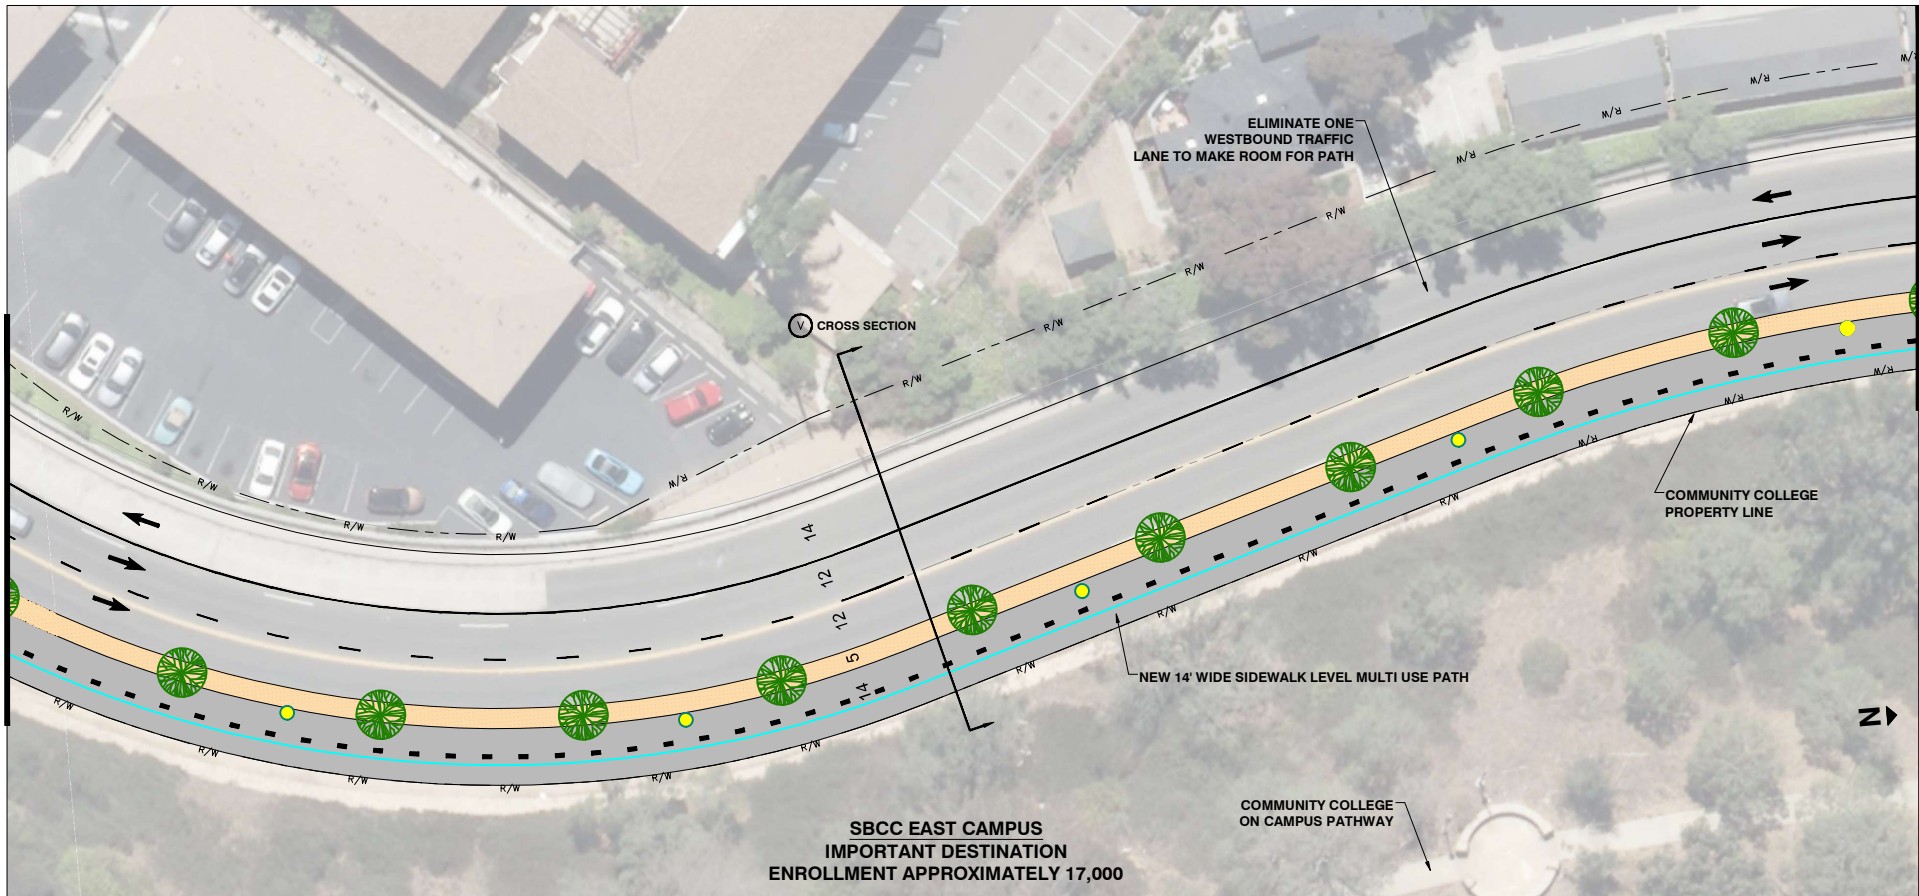 R/W
R/W
R/W
ELIMINATE ONE
WESTBOUND TRAFFIC
LANE TO MAKE ROOM FOR PATH
R/W
R/W
R/W
R/W
V CROSS SECTION
R/W
R/W
R/W
R/W
R/W
R/W
R/W
R/W
R/W
R/W
14
12
12
5
14
COMMUNITY COLLEGE
PROPERTY LINE
R/W
R/W
R/W
R/W
NEW 14' WIDE SIDEWALK LEVEL MULTI USE PATH
R/W
R/W
R/W
R/W
R/W
R/W
N
COMMUNITY COLLEGE
ON CAMPUS PATHWAY
SBCC EAST CAMPUS
IMPORTANT DESTINATION
ENROLLMENT APPROXIMATELY 17,000